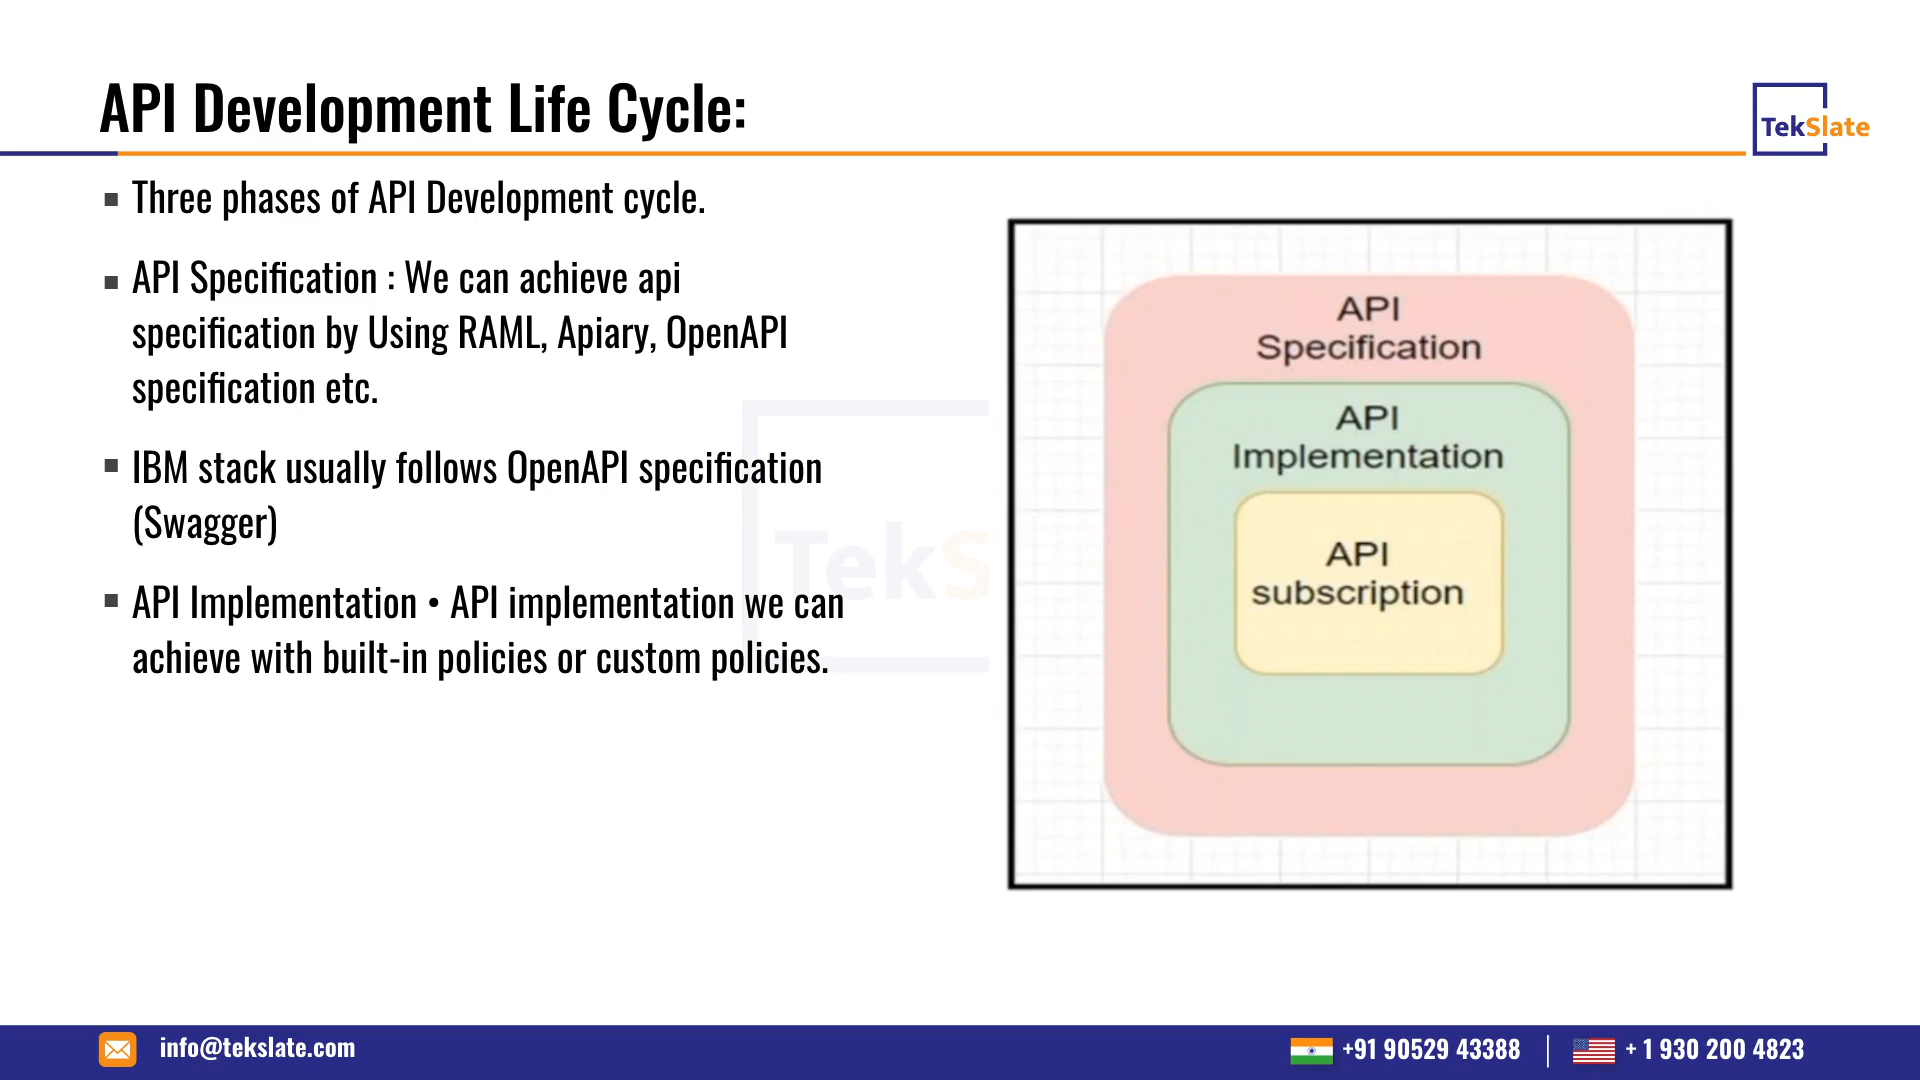 API Development Life Cycle:
TekSlate
▪ Three phases of API Development cycle.
▪ API Specification : We can achieve api
specification by Using RAML, Apiary, OpenAPI
specification etc.
▪ IBM stack usually follows OpenAPI specification
(Swagger)
▪ API Implementation • API implementation we can
achieve with built-in policies or custom policies.
TekS
API
Specification
API
Implementation
API
subscription
info@tekslate.com
+91 90529 43388
+ 1 930 200 4823